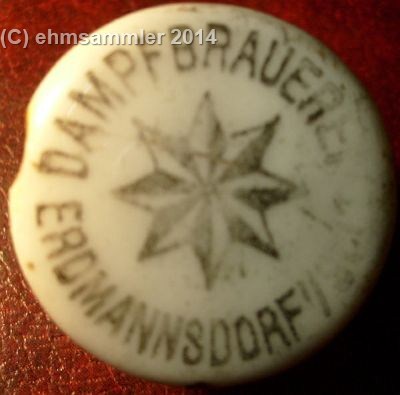 (C) ehmsammler 2014
DAMPFBRAUEREI
ERDMANNSDORF